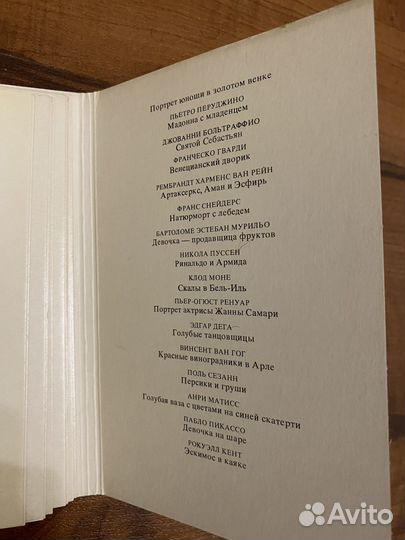 Портрет юноши в золотом венке
ПЬЕТРО ПЕРУДЖИНО
Мадонна с младенцем
ДЖОВАННИ БОЛЬТРАФФИО
Святой Себастьян
ФРАНЧЕСКО ГВАРДИ
Венецианский дворик
РЕМБРАНДТ ХАРМЕНС ВАН РЕЙН
Артаксеркс, Аман и Эсфирь
ФРАНС СНЕЙДЕРС
Натюрморт с лебедем
БАРТОЛОМЕ ЭСТЕБАН МУРИЛЬО
Девочка — продавщица фруктов
НИКОЛА ПУССЕН
Ринальдо и Армида
КЛОД МОНЕ
Скалы в Бель-Иль
ПЬЕР-ОГЮСТ РЕНУАР
Портрет актрисы Жанны Самари
ЭДГАР ДЕГА
Голубые танцовщицы
ВИНСЕНТ ВАН ГОГ
Красные виноградники в Арле
ПОЛЬ СЕЗАНН
Персики и груши
АНРИ МАТИСС
Голубая ваза с цветами на синей скатерти
ПАБЛО ПИКАССО
Девочка на шаре
РОКУЭЛЛ КЕНТ
Эскимос в каяке
Avito